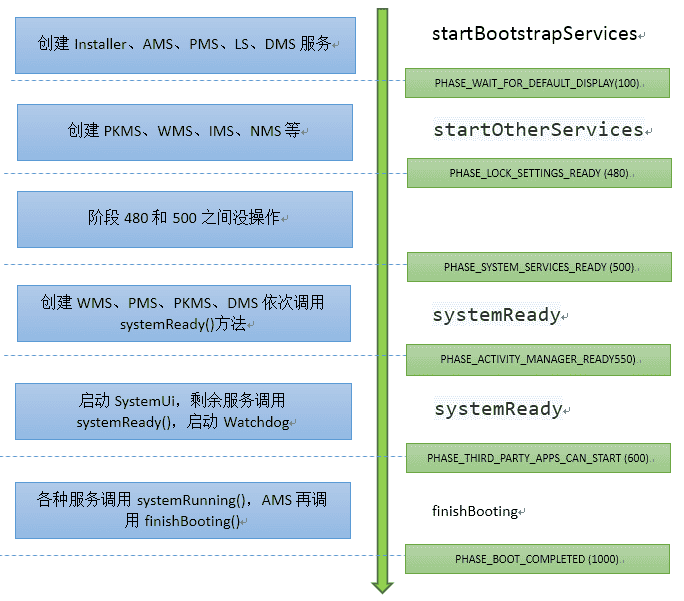 创建 Installer、AMS、PMS、LS、DMS 服务
startBootstrapServices
PHASE_WAIT_FOR_DEFAULT_DISPLAY(100)
创建 PKMS、WMS、IMS、NMS 等
startOtherServices
PHASE_LOCK_SETTINGS_READY (480)
阶段 480 和 500 之间没操作
PHASE_SYSTEM_SERVICES_READY (500)
创建 WMS、PMS、PKMS、DMS 依次调用
systemReady()方法
systemReady
PHASE_ACTIVITY_MANAGER_READY550)
启动 SystemUi，剩余服务调用
systemReady()，启动 Watchdog
systemReady
PHASE_THIRD_PARTY_APPS_CAN_START (600)
各种服务调用 systemRunning()，AMS 再调
用 finishBooting()
finishBooting
PHASE_BOOT_COMPLETED (1000)